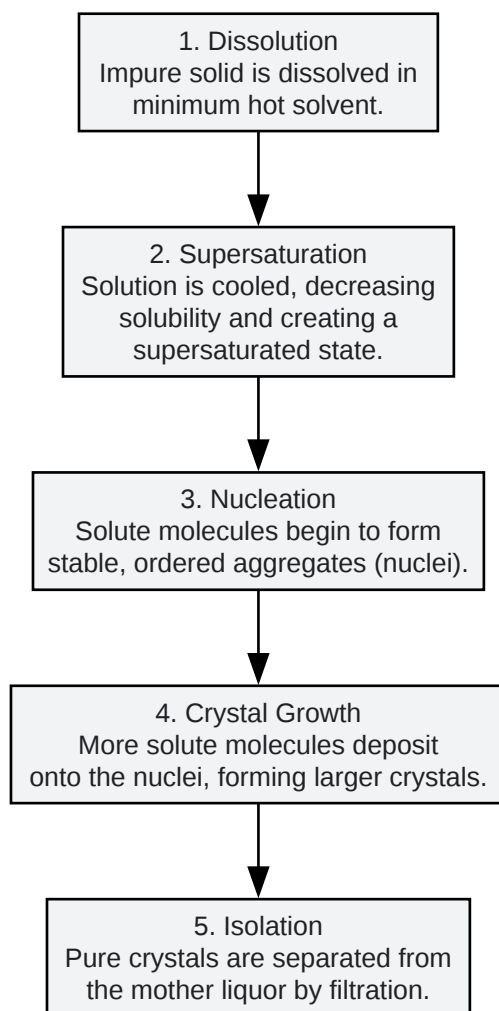 1. Dissolution
Impure solid is dissolved in
minimum hot solvent.
2. Supersaturation
Solution is cooled, decreasing
solubility and creating a
supersaturated state.
3. Nucleation
Solute molecules begin to form
stable, ordered aggregates (nuclei).
4. Crystal Growth
More solute molecules deposit
onto the nuclei, forming larger crystals.
5. Isolation
Pure crystals are separated from
the mother liquor by filtration.